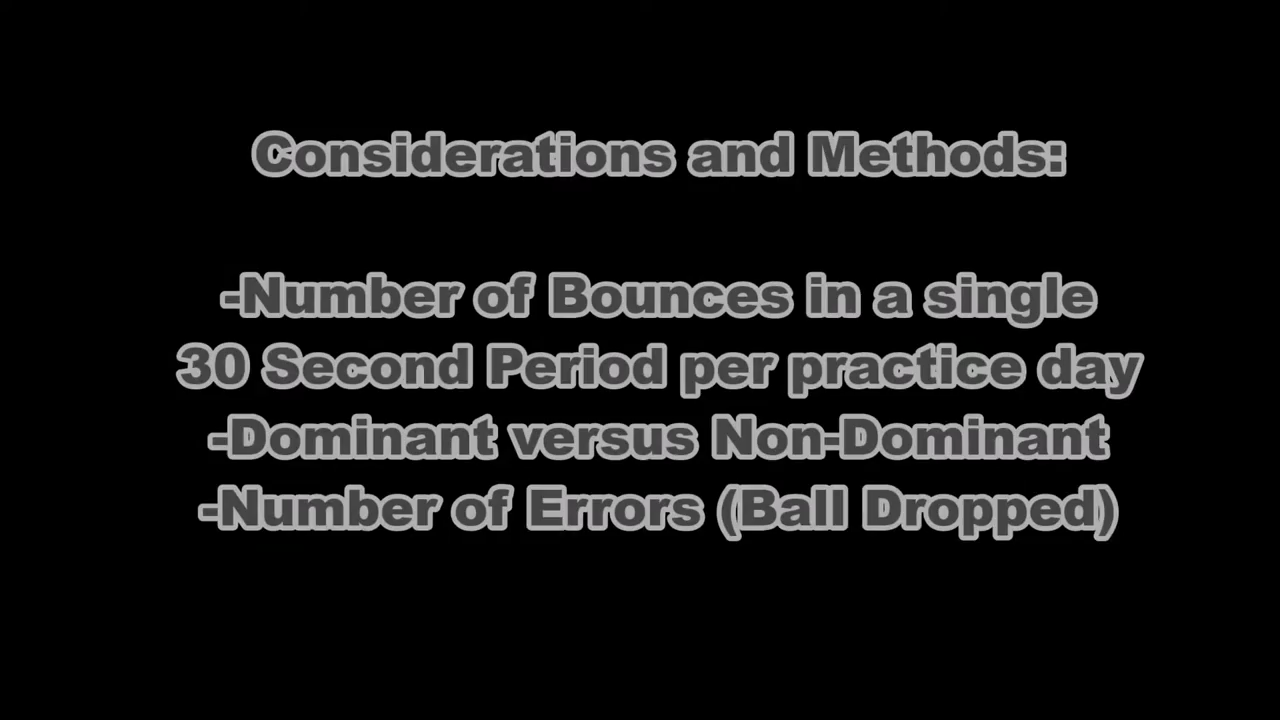 Considerations and Methods:
-Number of Bounces in a single
30 Second Period per practice day
-Dominant versus Non-Dominant
-Number of Errors (Ball Dropped)